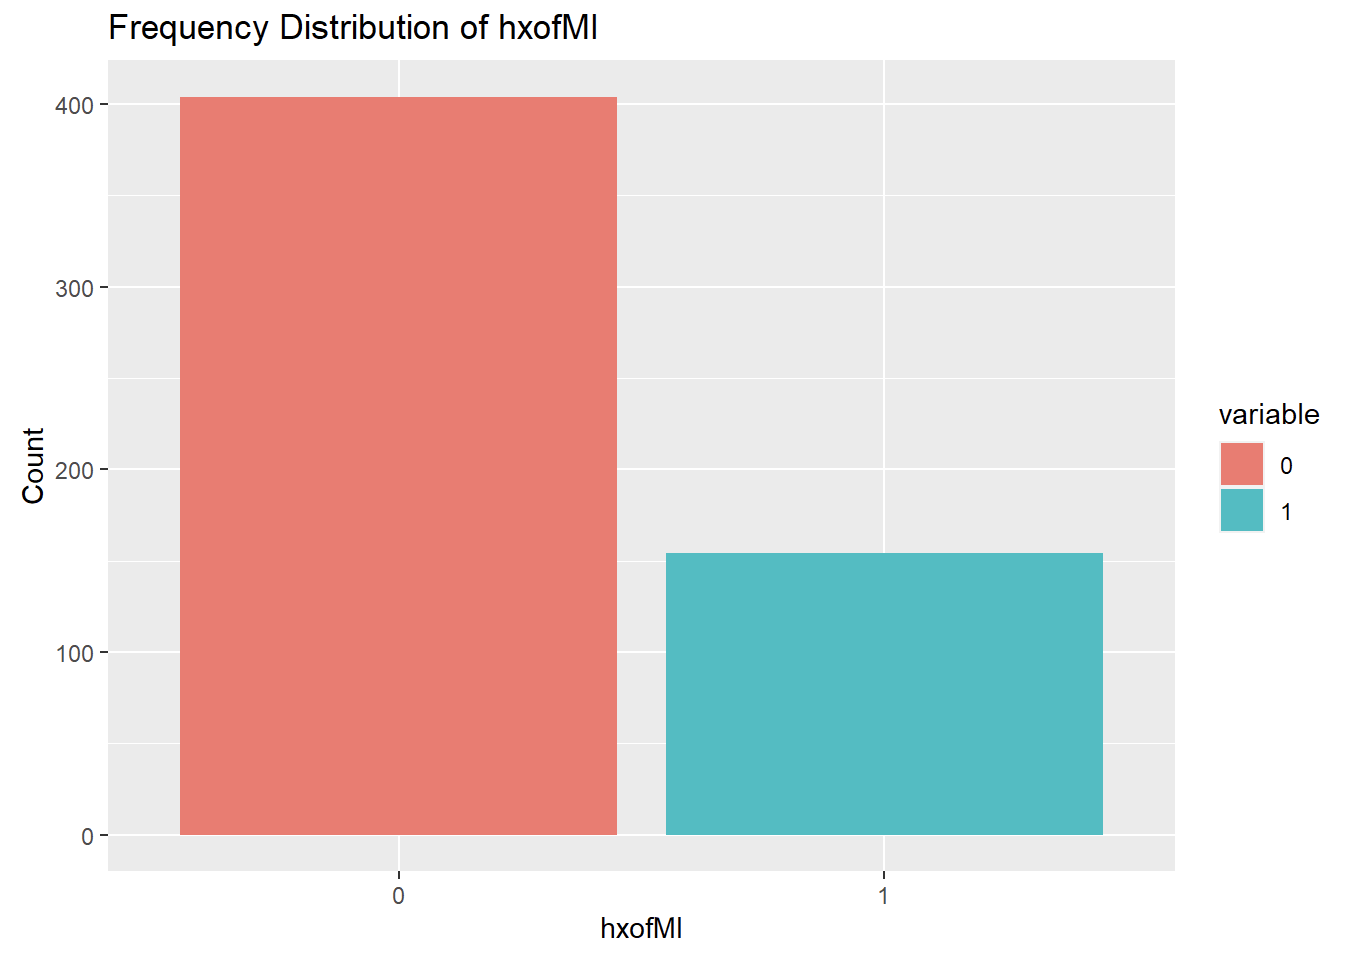 Frequency Distribution of hxofMI
400
300
200
100
0
Count
0
1
hxofMI
variable
0
1